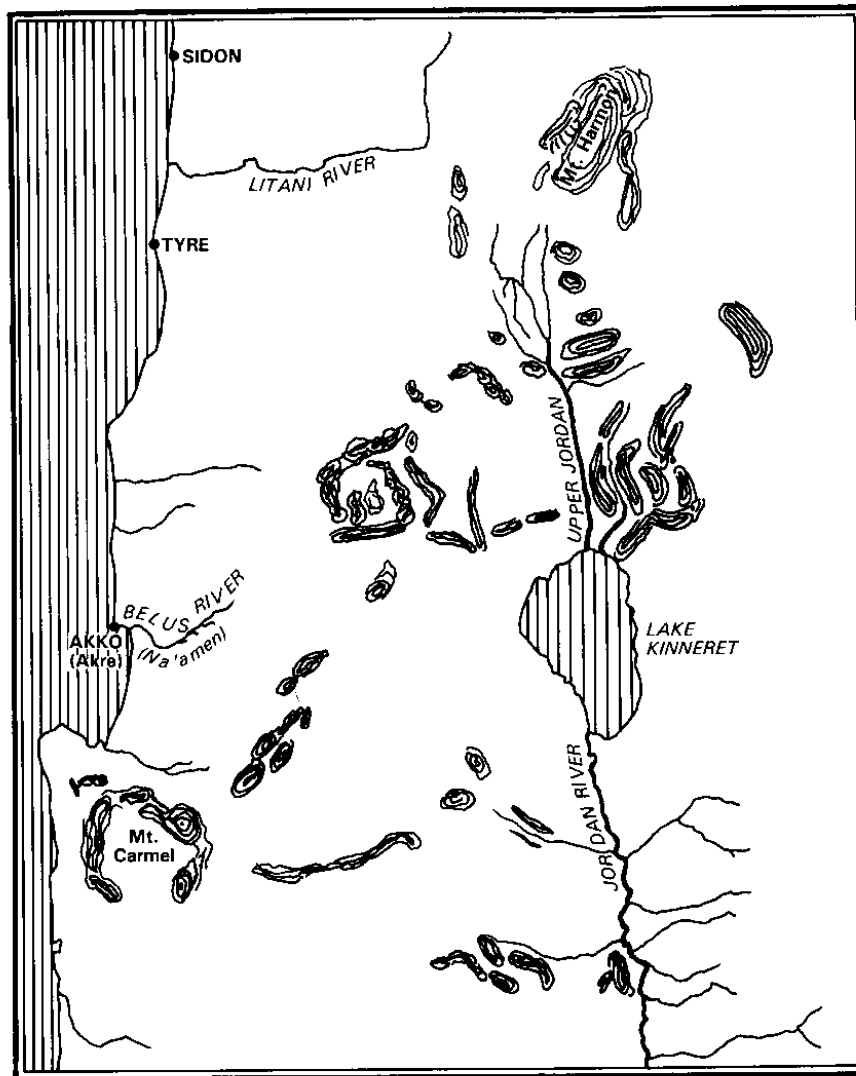 SIDON
Mt. Harmon
LITANI RIVER
TYRE
UPPER JORDAN
BELUS RIVER
(Na'amen)
AKKO
(Akre)
LAKE
KINNERET
JORDAN RIVER
Mt.
Carmel